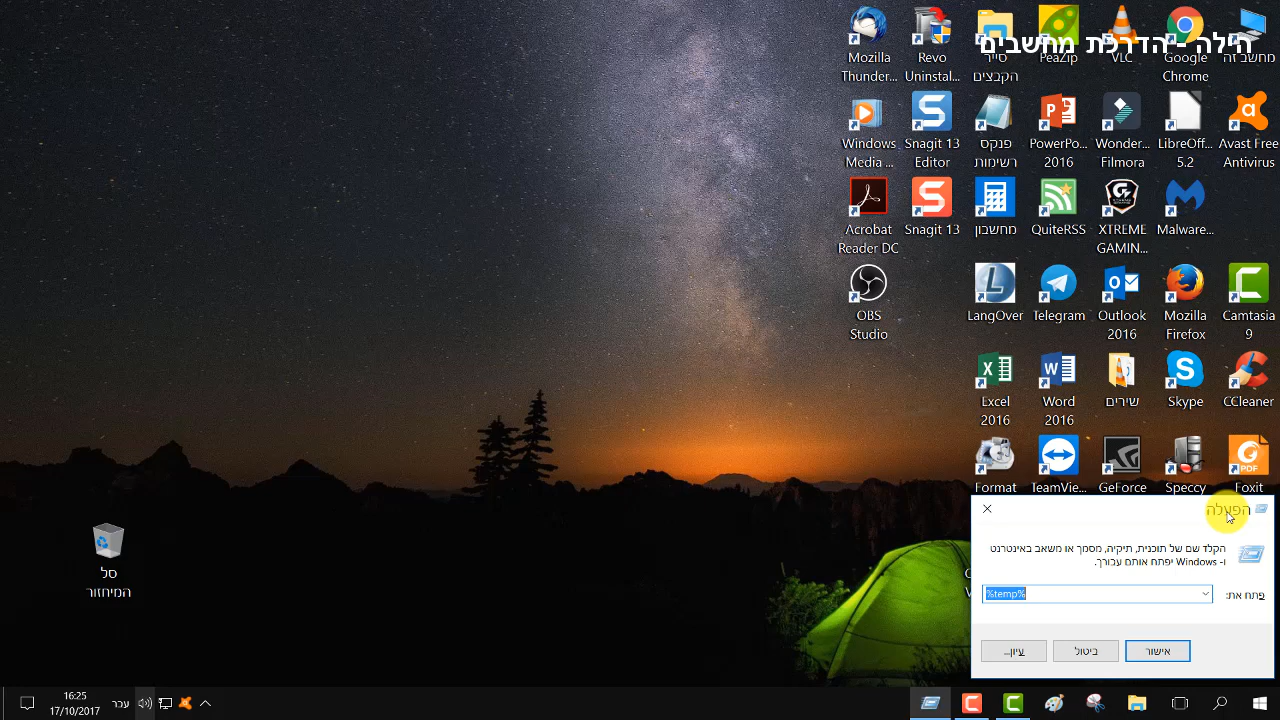 הילה - הדרכת מחשבים
מחשב זה
Google
Chrome
VLC
PeaZip
סייר
הקבצים
Revo
Uninstal...
Mozilla
Thunder...
Avast Free
Antivirus
LibreOff...
5.2
Wonder...
Filmora
PowerPo...
2016
פנקס
רשימות
Snagit 13
Editor
Windows
Media ...
Malware...
XTREME
GAMIN...
QuiteRSS
מחשבון
Snagit 13
Acrobat
Reader DC
Camtasia
9
Mozilla
Firefox
Outlook
2016
Telegram
LangOver
OBS
Studio
CCleaner
Skype
שירים
Word
2016
Excel
2016
PDF
Foxit
Speccy
GeForce
TeamVie...
Format
סל
המיחזור
הפעלה
הקלד שם של תוכנית, תיקיה, מסמך או משאב באינטרנט
ו- Windows יפתח אותם עבורך.
פתח את:
%temp%
אישור
ביטול
עיון...
עבר
16:25
17/10/2017